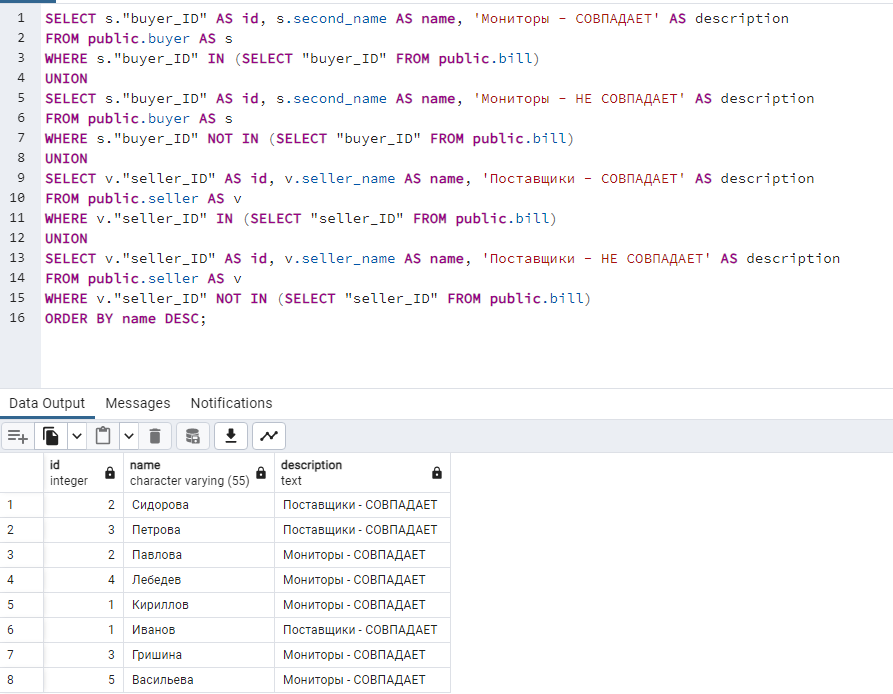 1 SELECT s."buyer_ID" AS id, s.second_name AS name, 'Мониторы - СОВПАДАЕТ' AS description
2 FROM public.buyer AS s
3 WHERE s."buyer_ID" IN (SELECT "buyer_ID" FROM public.bill)
4 UNION
5 SELECT s."buyer_ID" AS id, s.second_name AS name, 'Мониторы - НЕ СОВПАДАЕТ' AS description
6 FROM public.buyer AS s
7 WHERE s."buyer_ID" NOT IN (SELECT "buyer_ID" FROM public.bill)
8 UNION
9 SELECT v."seller_ID" AS id, v.seller_name AS name, 'Поставщики - СОВПАДАЕТ' AS description
10 FROM public.seller AS v
11 WHERE v."seller_ID" IN (SELECT "seller_ID" FROM public.bill)
12 UNION
13 SELECT v."seller_ID" AS id, v.seller_name AS name, 'Поставщики - НЕ СОВПАДАЕТ' AS description
14 FROM public.seller AS v
15 WHERE v."seller_ID" NOT IN (SELECT "seller_ID" FROM public.bill)
16 ORDER BY name DESC;
Data Output Messages Notifications
id name description
integer character varying (55) text
1 2 Сидорова Поставщики - СОВПАДАЕТ
2 3 Петрова Поставщики - СОВПАДАЕТ
3 2 Павлова Мониторы - СОВПАДАЕТ
4 4 Лебедев Мониторы - СОВПАДАЕТ
5 1 Кириллов Мониторы - СОВПАДАЕТ
6 1 Иванов Поставщики - СОВПАДАЕТ
7 3 Гришина Мониторы - СОВПАДАЕТ
8 5 Васильева Мониторы - СОВПАДАЕТ